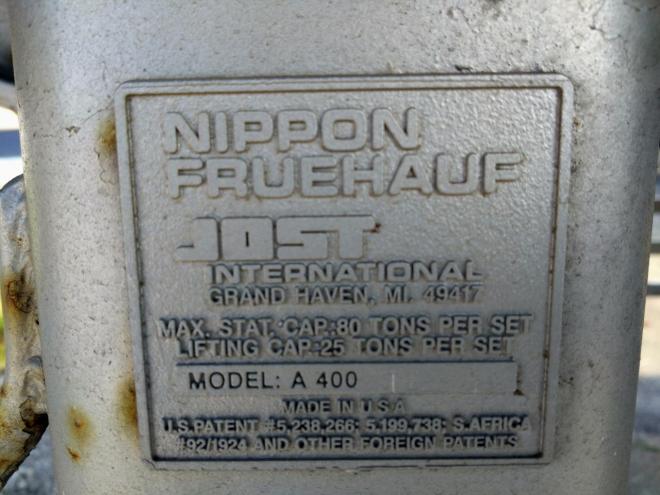 NIPPON
FRUEHAUF
JOST
INTERNATIONAL
GRAND HAVEN, MI. 49417
MAX. STAT. CAP.:80 TONS PER SET
LIFTING CAP.:25 TONS PER SET
MODEL: A 400
MADE IN U.S.A
U.S.PATENT #5,238,266; 5,199,738; S.AFRICA
#92/1924 AND OTHER FOREIGN PATENTS